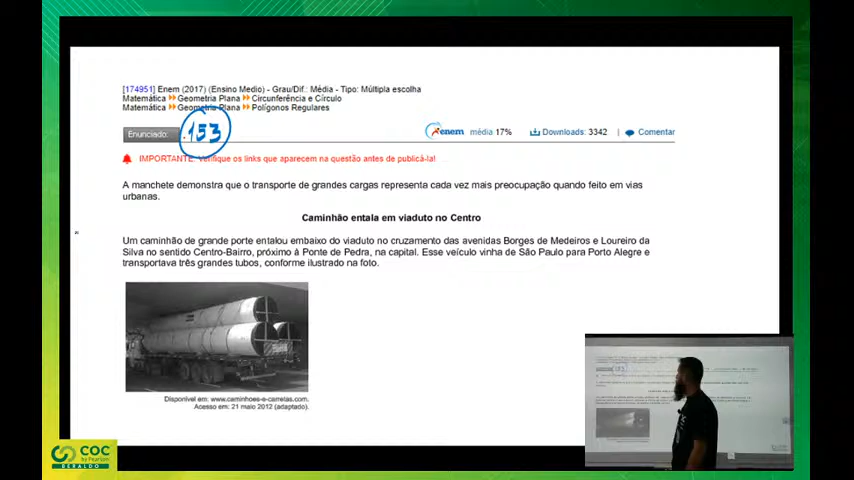 [174951] Enem (2017) (Ensino Medio) - Grau/Dif.: Média - Tipo: Múltipla escolha
Matemática Geometria Plana Circunferência e Círculo
Matemática Geometria Plana Polígonos Regulares
Enunciado: 153
enem média 17% Downloads: 3342 | Comentar
IMPORTANTE: Verifique os links que aparecem na questão antes de publicá-la!
A manchete demonstra que o transporte de grandes cargas representa cada vez mais preocupação quando feito em vias
urbanas.
Caminhão entala em viaduto no Centro
Um caminhão de grande porte entalou embaixo do viaduto no cruzamento das avenidas Borges de Medeiros e Loureiro da
Silva no sentido Centro-Bairro, próximo à Ponte de Pedra, na capital. Esse veículo vinha de São Paulo para Porto Alegre e
transportava três grandes tubos, conforme ilustrado na foto.
Disponível em: www.caminhoes-e-carretas.com.
Acesso em: 21 maio 2012 (adaptado).
COC
by Pearson
BERALDO